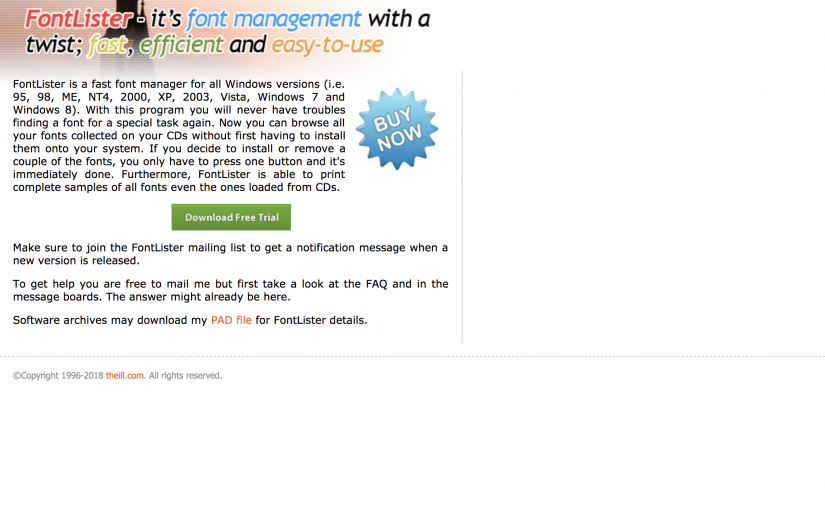 FontLister - it's font management with a
twist; fast, efficient and easy-to-use
FontLister is a fast font manager for all Windows versions (i.e.
95, 98, ME, NT4, 2000, XP, 2003, Vista, Windows 7 and
Windows 8). With this program you will never have troubles
finding a font for a special task again. Now you can browse all
your fonts collected on your CDs without first having to install
them onto your system. If you decide to install or remove a
couple of the fonts, you only have to press one button and it's
immediately done. Furthermore, FontLister is able to print
complete samples of all fonts even the ones loaded from CDs.
BUY
NOW
Download Free Trial
Make sure to join the FontLister mailing list to get a notification message when a
new version is released.
To get help you are free to mail me but first take a look at the FAQ and in the
message boards. The answer might already be here.
Software archives may download my PAD file for FontLister details.
©Copyright 1996-2018 theill.com. All rights reserved.